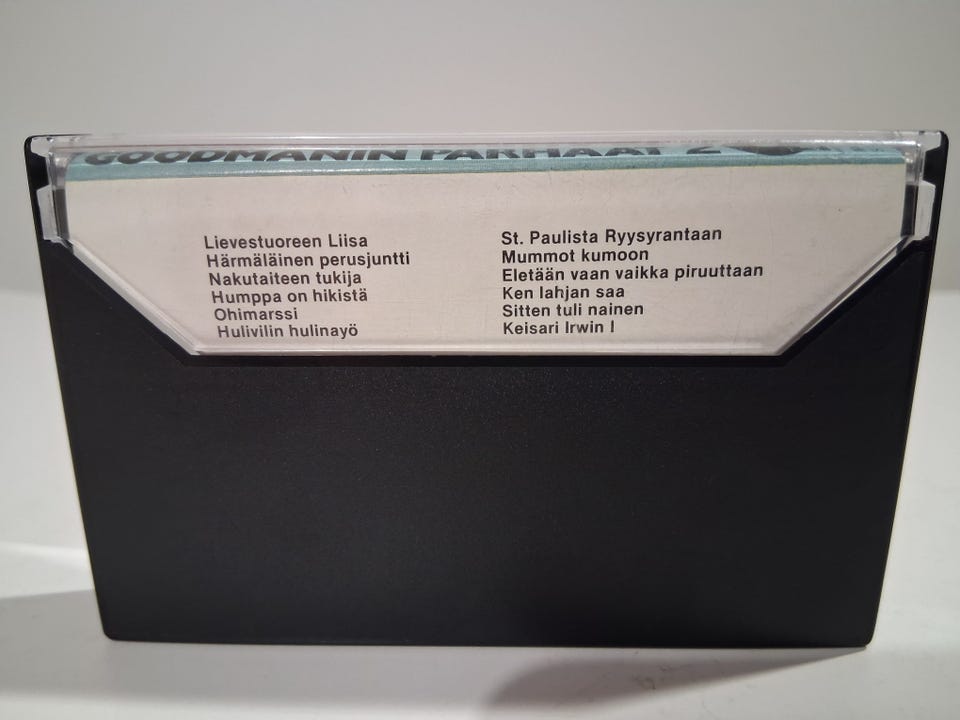 GOODMANIN PARHAAT 2
Lievestuoreen Liisa
Härmäläinen perusjuntti
Nakutaiteen tukija
Humppa on hikistä
Ohimarssi
Hulivilin hulinayö
St. Paulista Ryysyrantaan
Mummot kumoon
Eletään vaan vaikka piruuttaan
Ken lahjan saa
Sitten tuli nainen
Keisari Irwin I